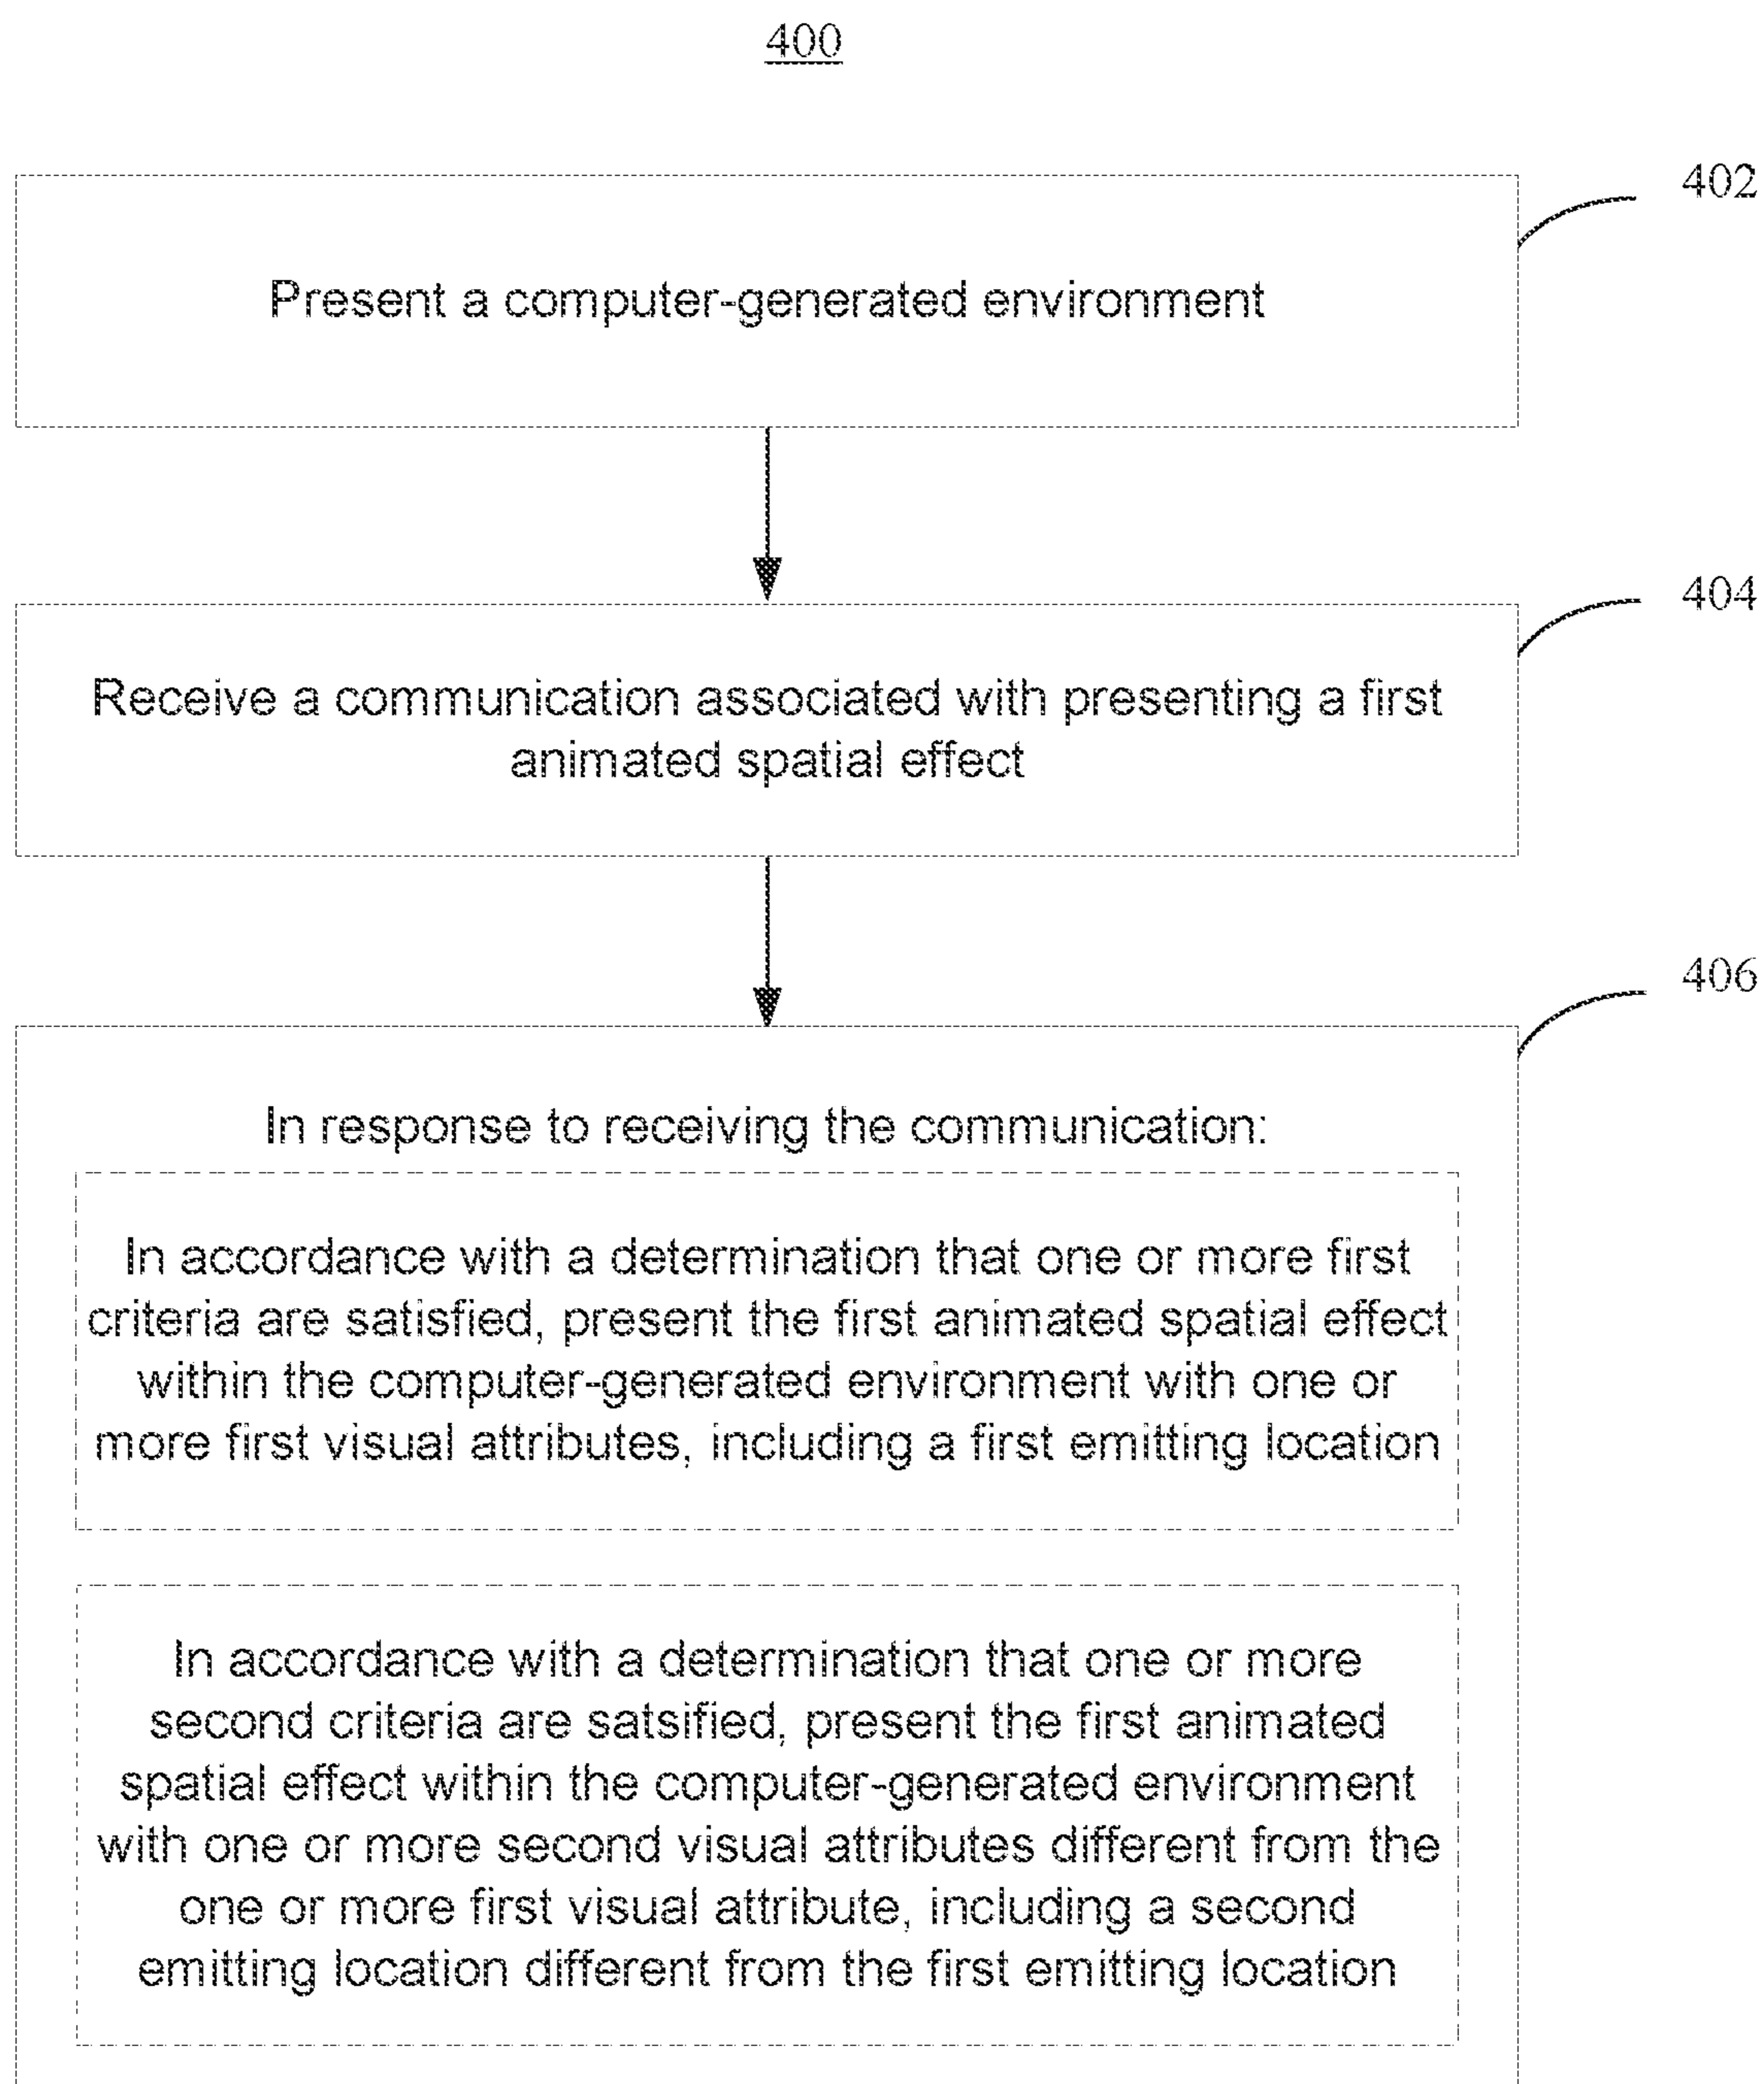 400
402
Present a computer-generated environment
404
Receive a communication associated with presenting a first
animated spatial effect
406
In response to receiving the communication:
In accordance with a determination that one or more first
criteria are satisfied, present the first animated spatial effect
within the computer-generated environment with one or
more first visual attributes, including a first emitting location
In accordance with a determination that one or more
second criteria are satsified, present the first animated
spatial effect within the computer-generated environment
with one or more second visual attributes different from the
one or more first visual attribute, including a second
emitting location different from the first emitting location